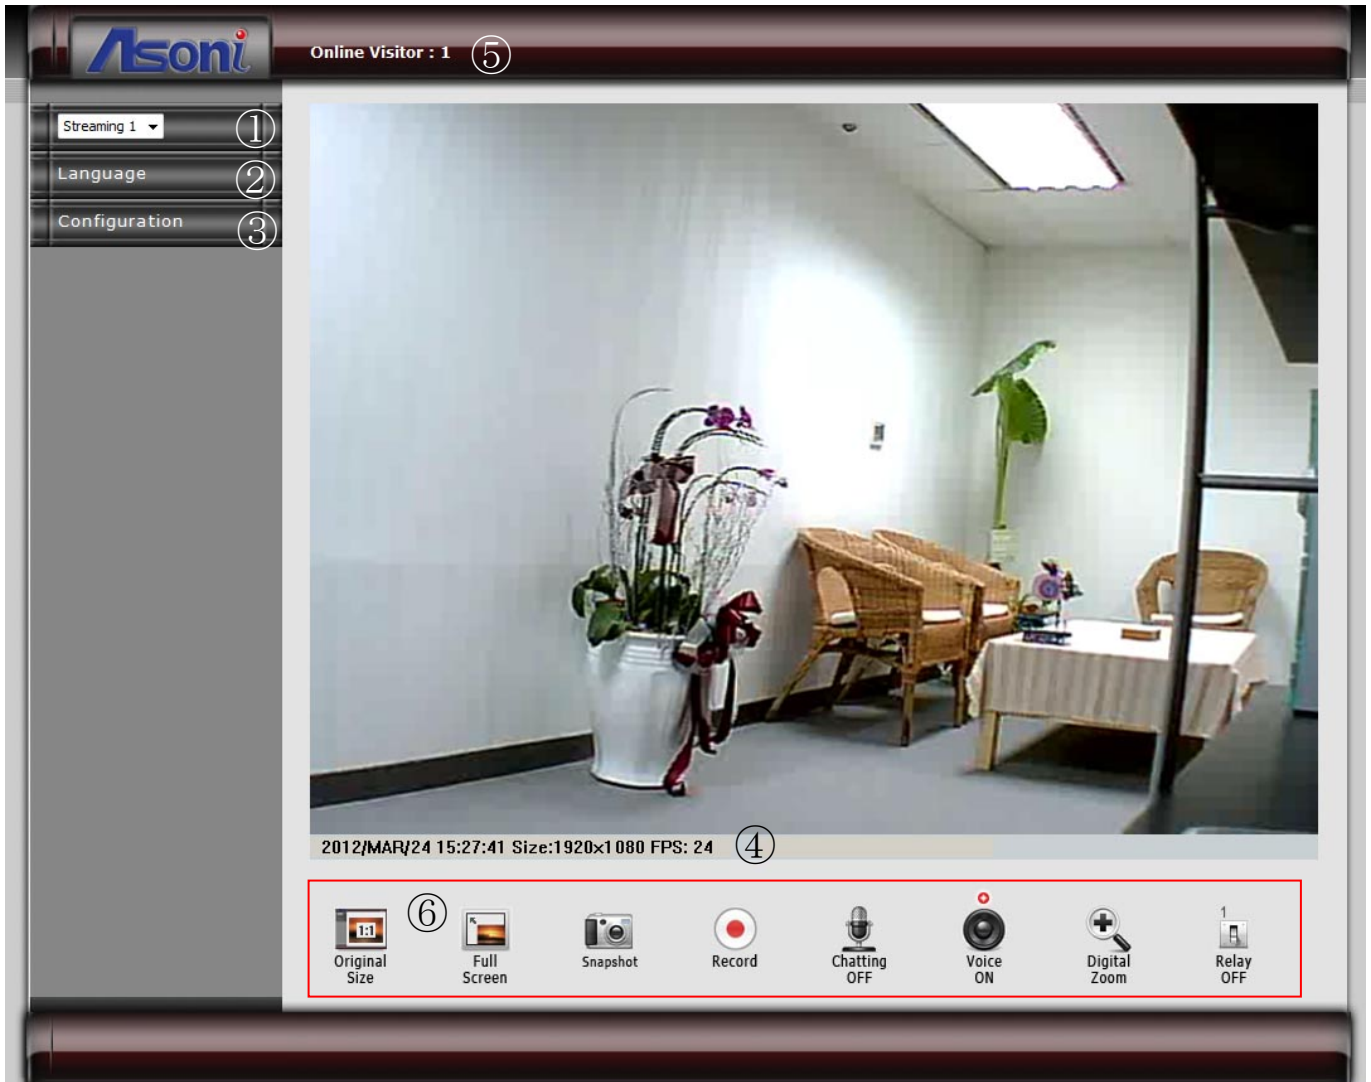 Asoni
Online Visitor : 1 ⑤
Streaming 1 ①
Language ②
Configuration ③
2012/MAR/24 15:27:41 Size:1920x1080 FPS: 24 ④
⑥
1:1
1
Original Size
Full Screen
Snapshot
Record
Chatting OFF
Voice ON
Digital Zoom
Relay OFF